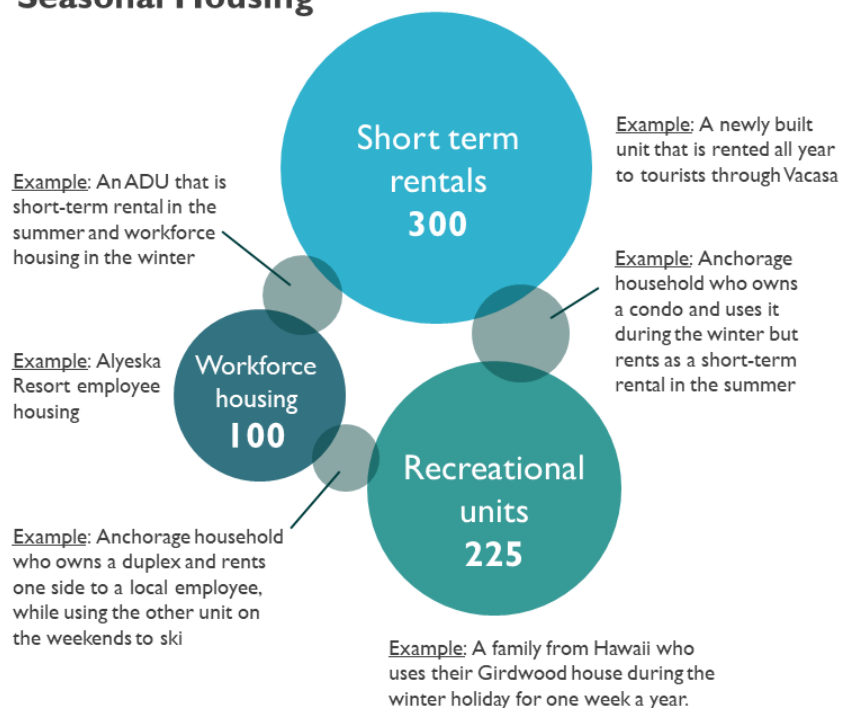 Seasonal Housing
Short term
rentals
300
Example: A newly built
unit that is rented all year
to tourists through Vacasa
Example: An ADU that is
short-term rental in the
summer and workforce
housing in the winter
Example: Anchorage
household who owns
a condo and uses it
during the winter but
rents as a short-term
rental in the summer
Example: Alyeska
Resort employee
housing
Workforce
housing
100
Recreational
units
225
Example: Anchorage household
who owns a duplex and rents
one side to a local employee,
while using the other unit on
the weekends to ski
Example: A family from Hawaii who
uses their Girdwood house during the
winter holiday for one week a year.